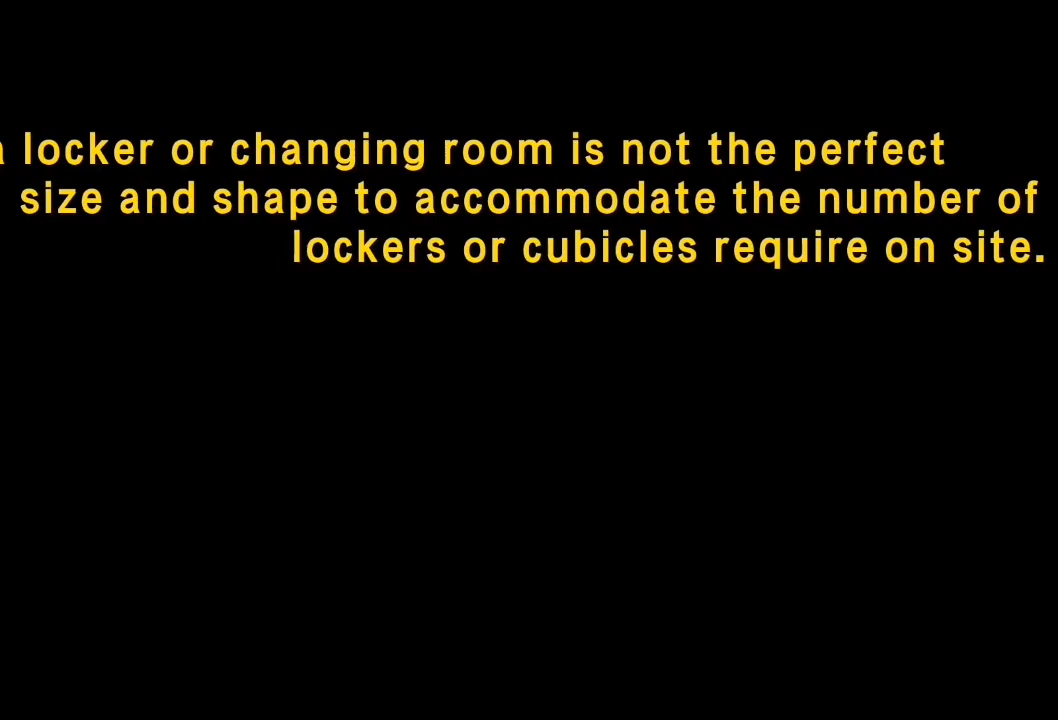 a locker or changing room is not the perfect
size and shape to accommodate the number of
lockers or cubicles require on site.